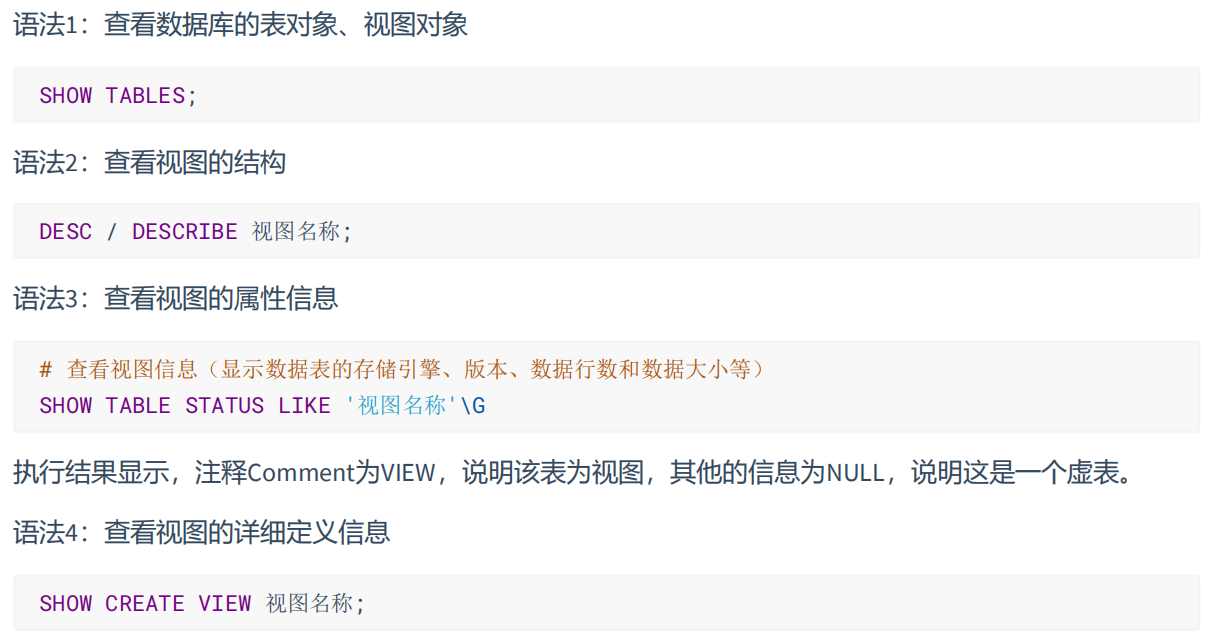 语法1：查看数据库的表对象、视图对象
SHOW TABLES;
语法2：查看视图的结构
DESC / DESCRIBE 视图名称;
语法3：查看视图的属性信息
# 查看视图信息（显示数据表的存储引擎、版本、数据行数和数据大小等）
SHOW TABLE STATUS LIKE '视图名称'\G
执行结果显示，注释Comment为VIEW，说明该表为视图，其他的信息为NULL，说明这是一个虚表。
语法4：查看视图的详细定义信息
SHOW CREATE VIEW 视图名称;